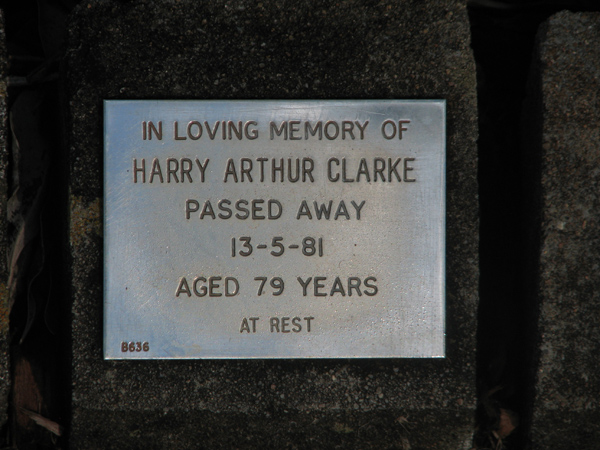 IN LOVING MEMORY OF
HARRY ARTHUR CLARKE
PASSED AWAY
13-5-81
AGED 79 YEARS
AT REST
8636